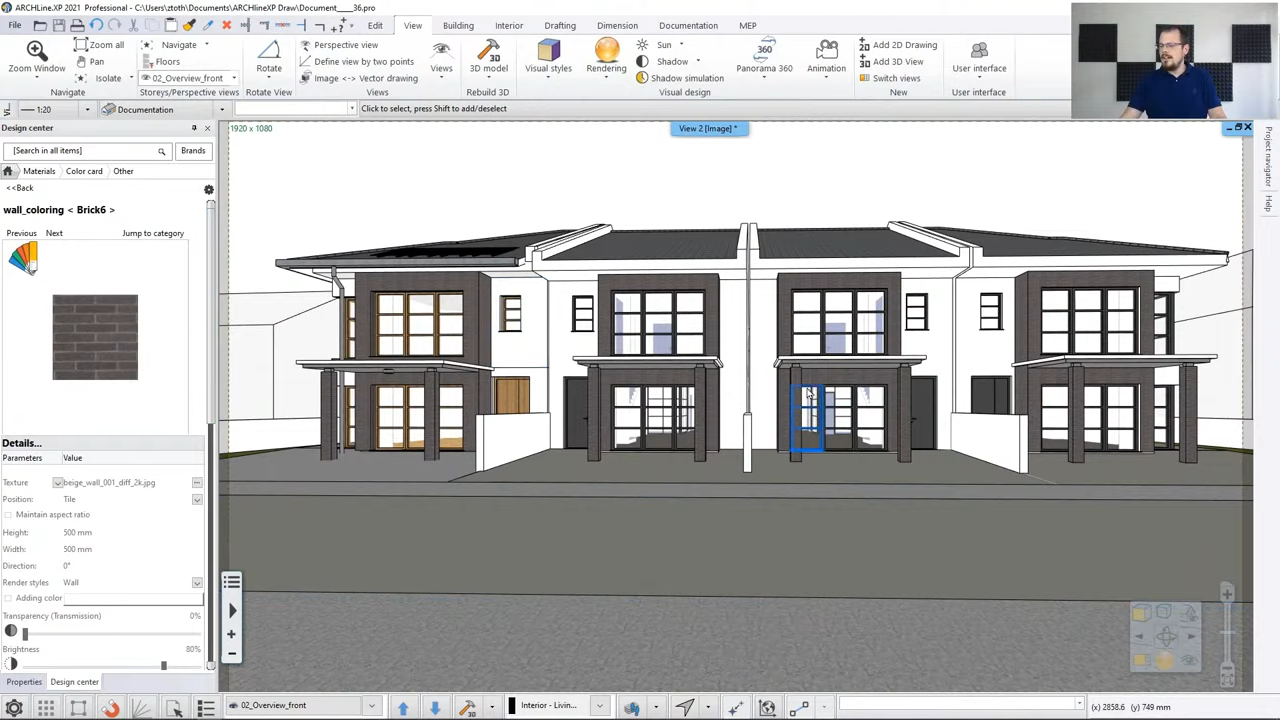 ARCHLine.XP 2021 Professional - C:\Users\ztoth\Documents\ARCHlineXP Draw\Document____36.pro
File Edit View Building Interior Drafting Dimension Documentation MEP
Zoom all Navigate Perspective view Sun Add 2D Drawing
Pan Floors Define view by two points Shadow Add 3D View
Zoom Window Isolate 02_Overview_front Rotate Image <-> Vector drawing Views 3D model Visual styles Rendering Shadow simulation Panorama 360 Animation Switch views User interface
Navigate Storeys/Perspective views Rotate View Views Rebuild 3D Visual design New User interface
1:20 Documentation Click to select, press Shift to add/deselect
Design center
1920 x 1080
View 2 [Image] *
[Search in all items] Brands
Materials Color card Other
<<Back
wall_coloring < Brick6 >
Previous Next Jump to category
Details...
Parameters Value
Texture beige_wall_001_diff_2k.jpg
Position: Tile
Maintain aspect ratio
Height: 500 mm
Width: 500 mm
Direction: 0°
Render styles Wall
Adding color
Transparency (Transmission) 0%
Brightness 80%
Properties Design center
02_Overview_front Interior - Livin... (x) 2858.6 (y) 749 mm
Project navigator
Help